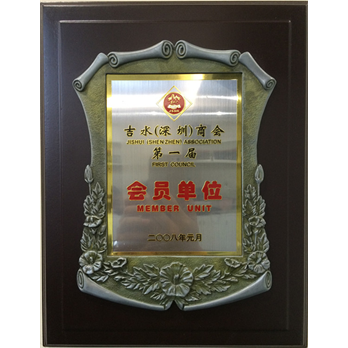 吉水(深圳)商会
JISHUI (SHENZHEN) ASSOCIATION
第一届
FIRST COUNCIL
会员单位
MEMBER UNIT
二〇〇八年元月